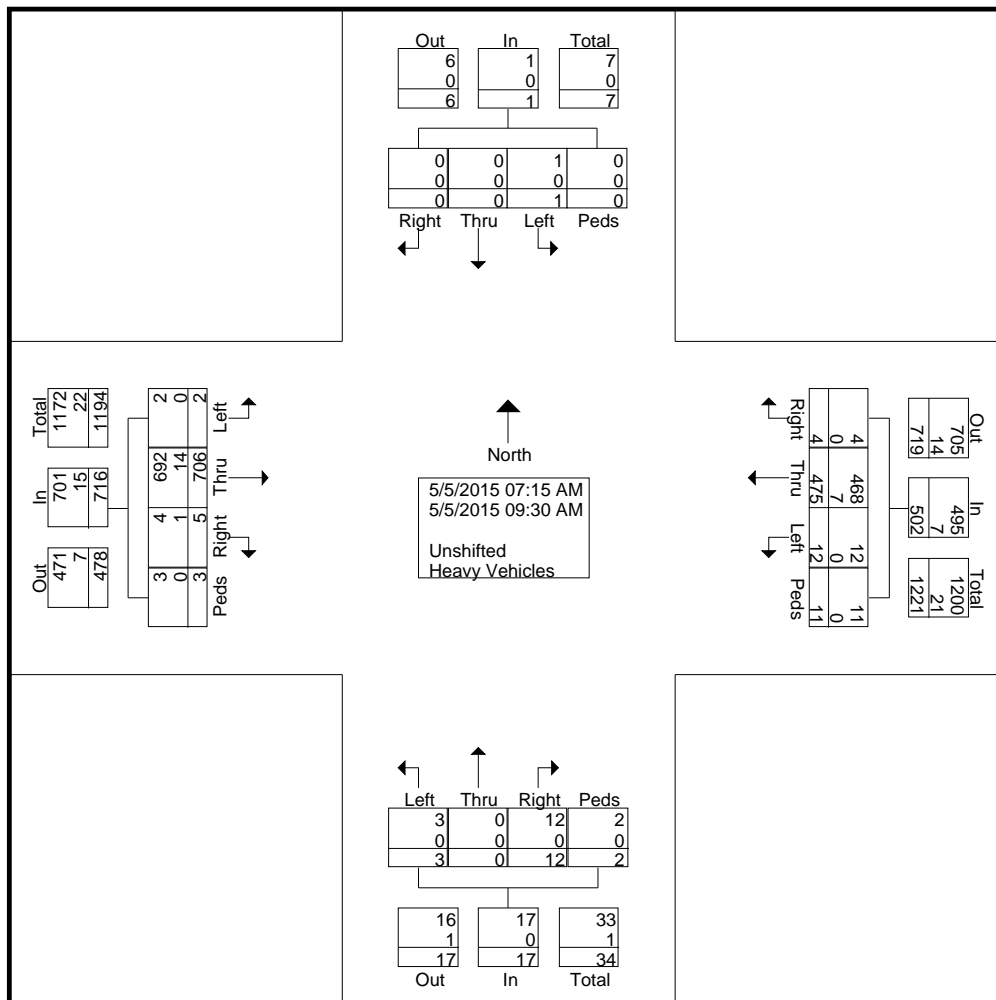 Out In Total
6 1 7
0 0 0
6 1 7
0 0 1 0
0 0 0 0
0 0 1 0
Right Thru Left Peds
Total
1172
22
1194
In
701
15
716
Out
471
7
478
2 0 2
Left
692 14 706
Thru
4 1 5
Right
3 0 3
Peds
North
5/5/2015 07:15 AM
5/5/2015 09:30 AM
Unshifted
Heavy Vehicles
Right
4 0 4
Thru
468 7 475
Left
12 0 12
Peds
11 0 11
Out
705
14
719
In
495
7
502
Total
1200
21
1221
Left Thru Right Peds
3 0 12 2
0 0 0 0
3 0 12 2
16 17 33
1 0 1
17 17 34
Out In Total